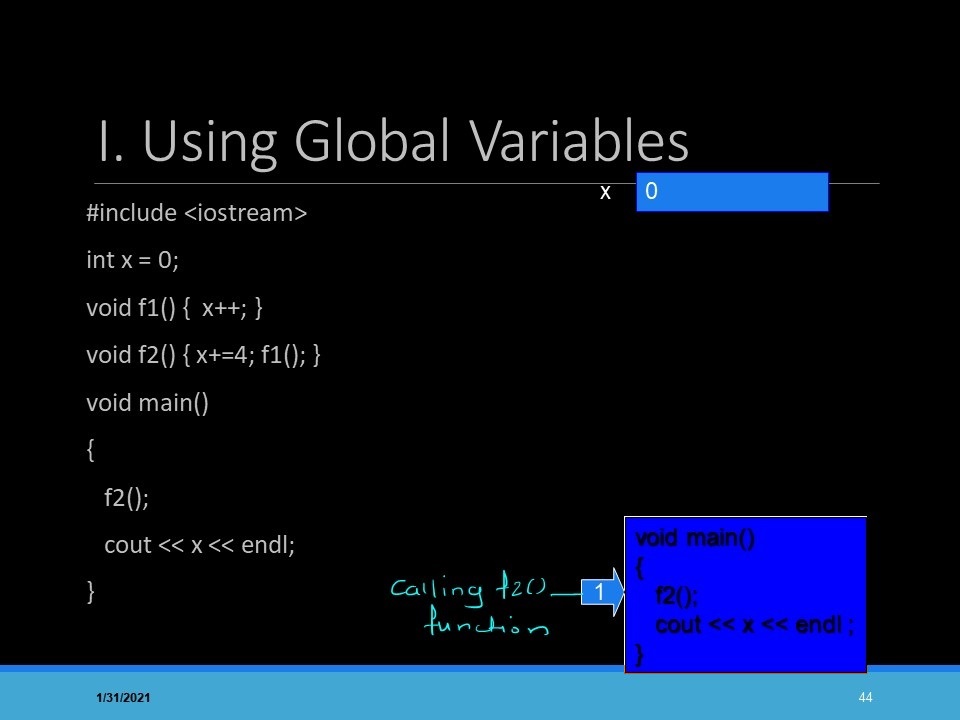 I. Using Global Variables
x 0
#include <iostream>
int x = 0;
void f1() { x++; }
void f2() { x+=4; f1(); }
void main()
{
f2();
cout << x << endl;
}
Calling f2()
function
1
void main()
{
f2();
cout << x << endl ;
}
1/31/2021
44